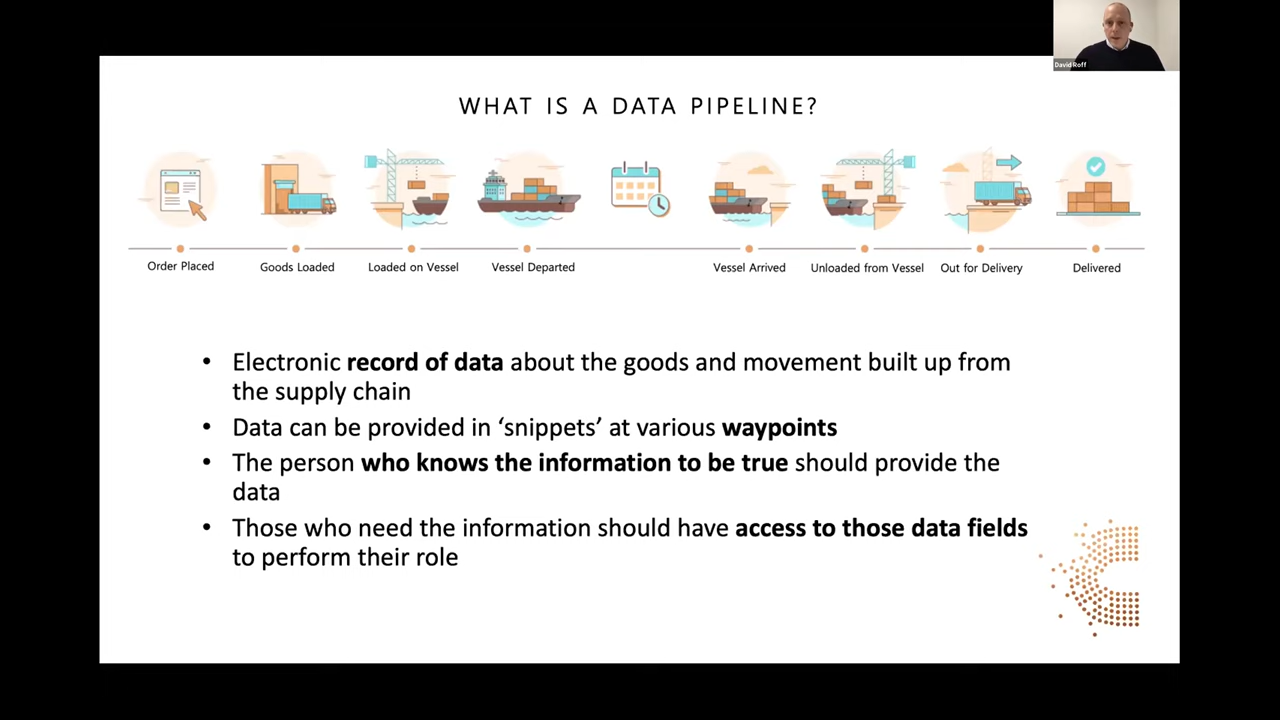 David Roff
WHAT IS A DATA PIPELINE?
Order Placed
Goods Loaded
Loaded on Vessel
Vessel Departed
Vessel Arrived
Unloaded from Vessel
Out for Delivery
Delivered
• Electronic record of data about the goods and movement built up from
the supply chain
• Data can be provided in ‘snippets’ at various waypoints
• The person who knows the information to be true should provide the
data
• Those who need the information should have access to those data fields
to perform their role